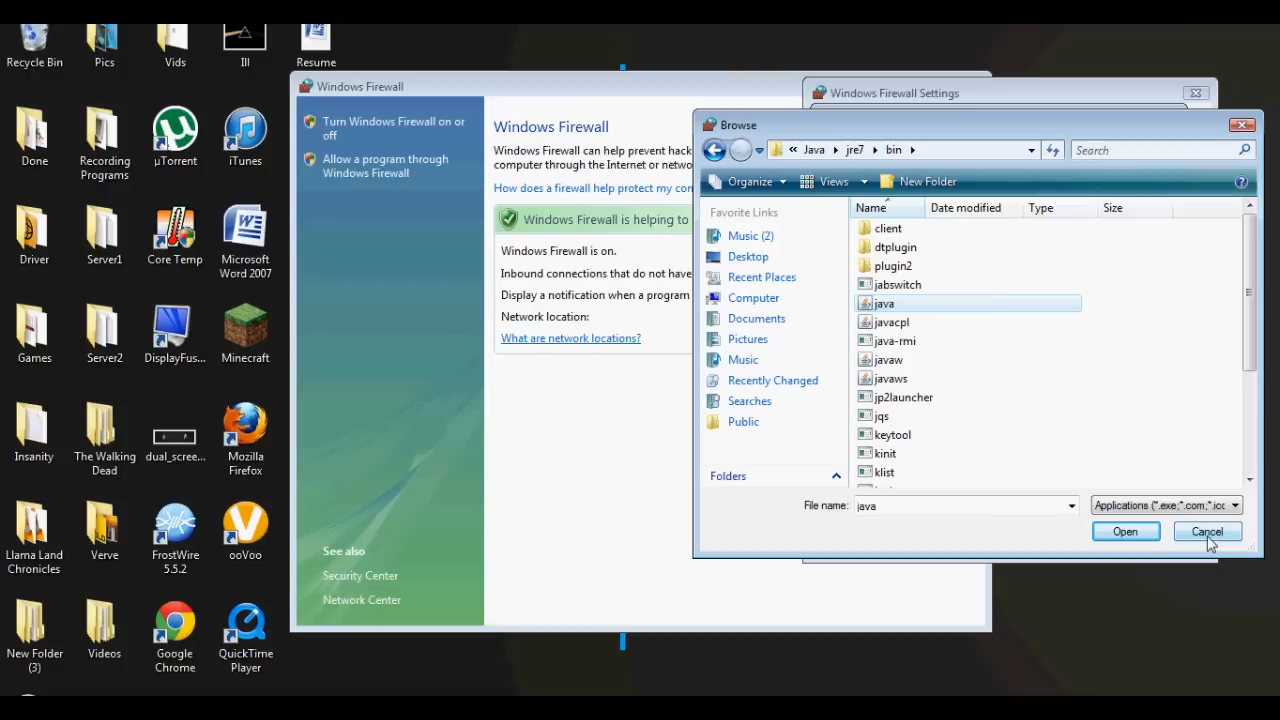 Recycle Bin
Pics
Vids
Ill
Resume
Done
Recording
Programs
µTorrent
iTunes
Driver
Server1
Core Temp
Microsoft
Word 2007
Games
Server2
DisplayFus...
Minecraft
Insanity
The Walking
Dead
dual_scree...
Mozilla
Firefox
Llama Land
Chronicles
Verve
FrostWire
5.5.2
ooVoo
New Folder
(3)
Videos
Google
Chrome
QuickTime
Player
Windows Firewall
Turn Windows Firewall on or
off
Allow a program through
Windows Firewall
See also
Security Center
Network Center
Windows Firewall
Windows Firewall can help prevent hack
computer through the Internet or netwo
How does a firewall help protect my con
Windows Firewall is helping to
Windows Firewall is on.
Inbound connections that do not have
Display a notification when a program
Network location:
What are network locations?
Windows Firewall Settings
Browse
« Java jre7 bin
Search
Organize Views New Folder
Favorite Links
Music (2)
Desktop
Recent Places
Computer
Documents
Pictures
Music
Recently Changed
Searches
Public
Folders
Name Date modified Type Size
client
dtplugin
plugin2
jabswitch
java
javacpl
java-rmi
javaw
javaws
jp2launcher
jqs
keytool
kinit
klist
File name: java Applications (*.exe;*.com;*.icc
Open Cancel